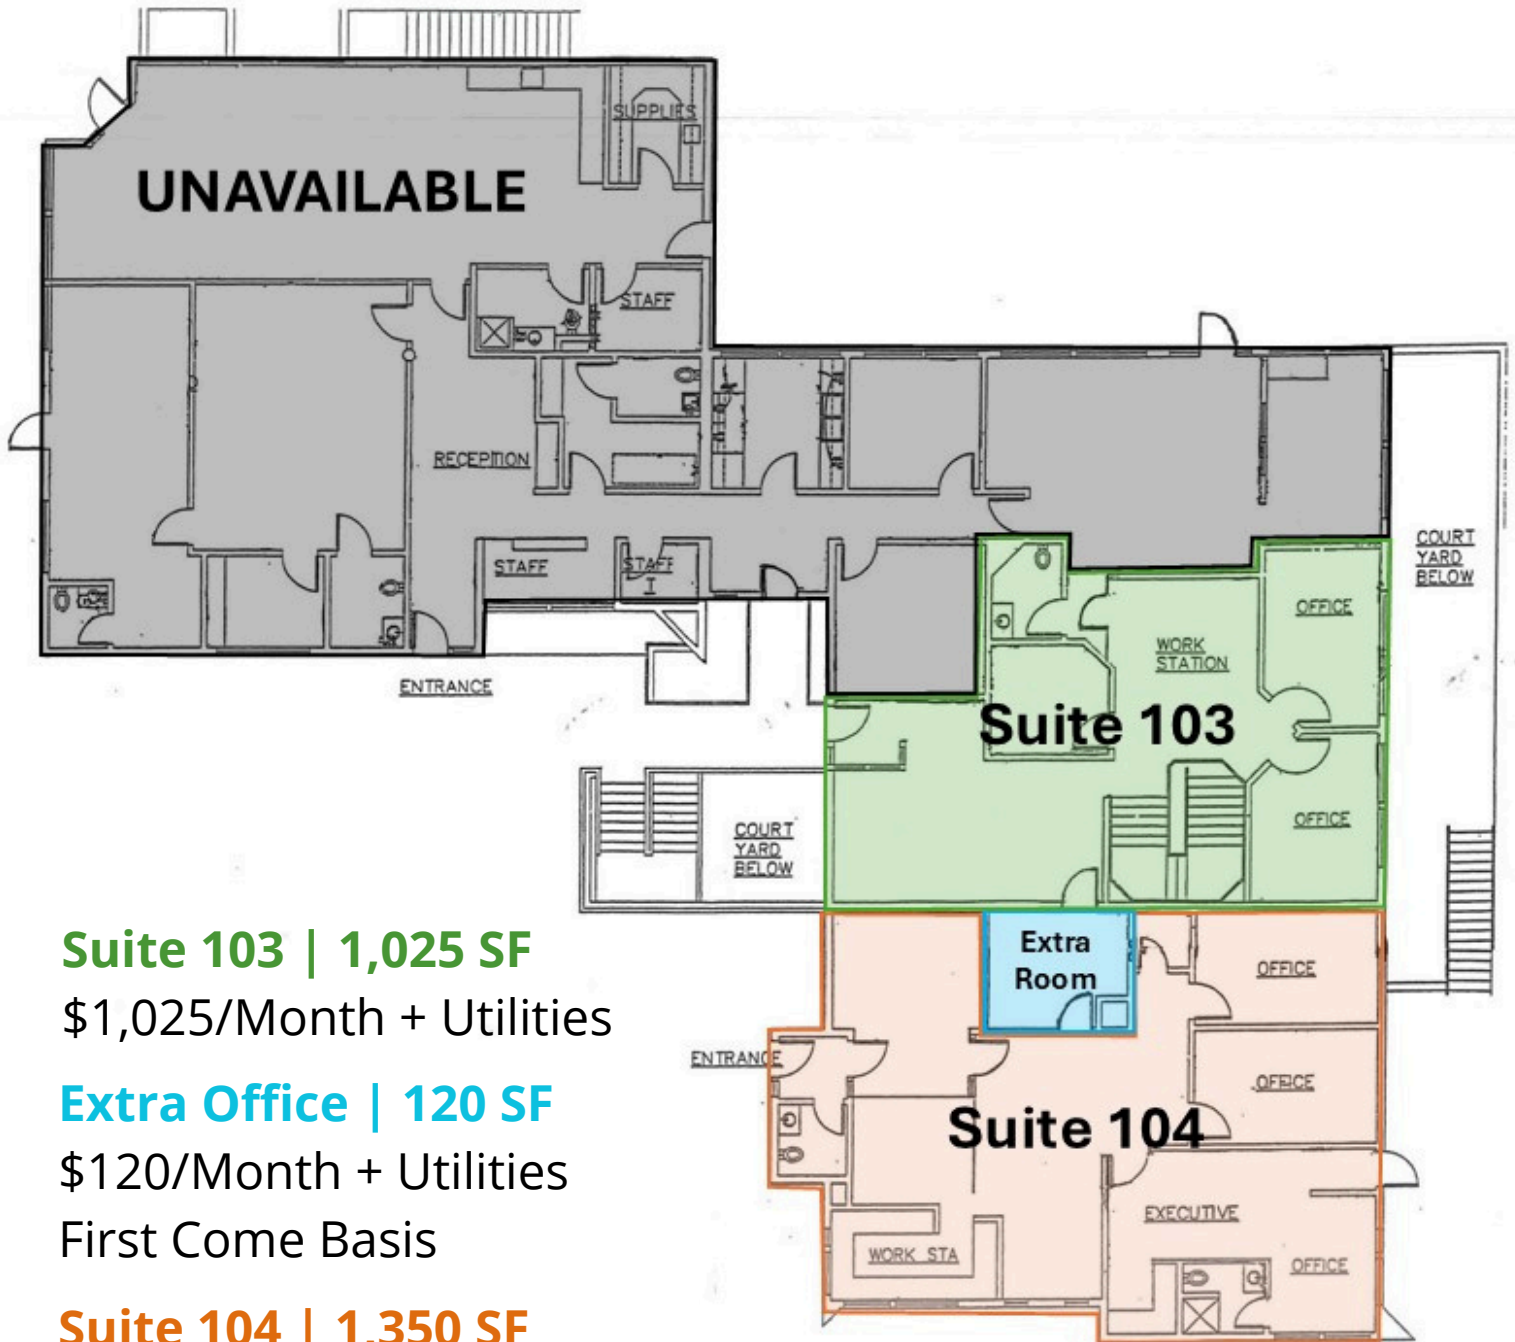 SUPPLIES
UNAVAILABLE
STAFF
RECEPTION
STAFF
STAFF
I
COURT
YARD
BELOW
OFFICE
WORK
STATION
ENTRANCE
Suite 103
COURT
YARD
BELOW
OFFICE
Suite 103 | 1,025 SF
$1,025/Month + Utilities
Extra Office | 120 SF
$120/Month + Utilities
First Come Basis
Suite 104 | 1,350 SF
Extra
Room
OFFICE
ENTRANCE
OFFICE
Suite 104
EXECUTIVE
WORK STA
OFFICE